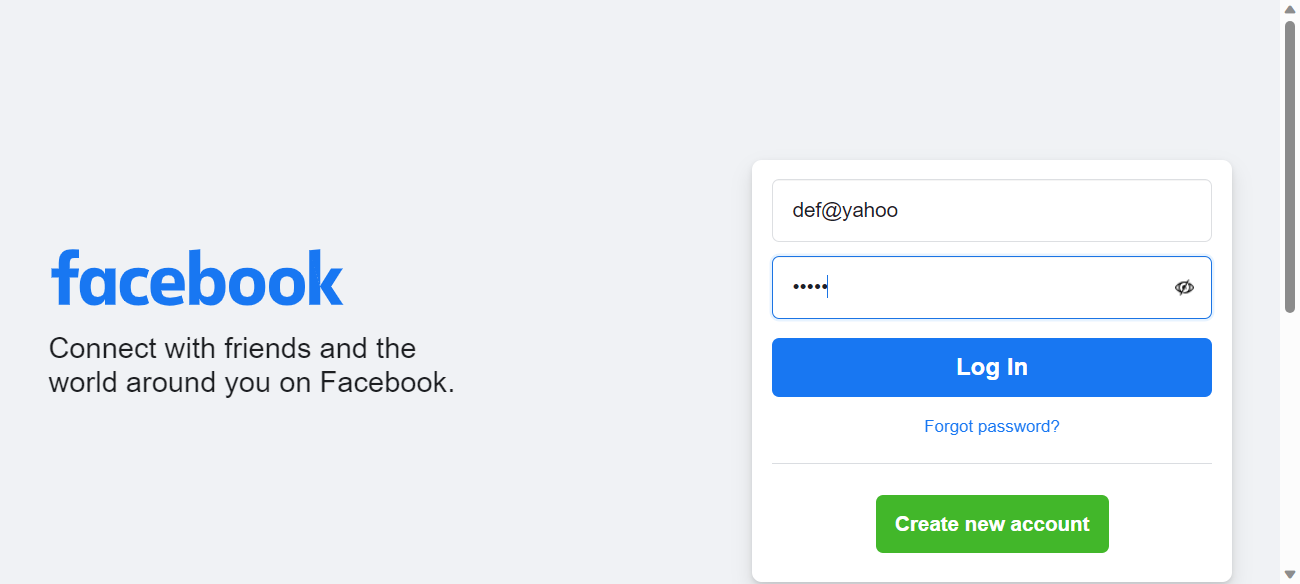 facebook
Connect with friends and the
world around you on Facebook.
def@yahoo
•••••
Log In
Forgot password?
Create new account